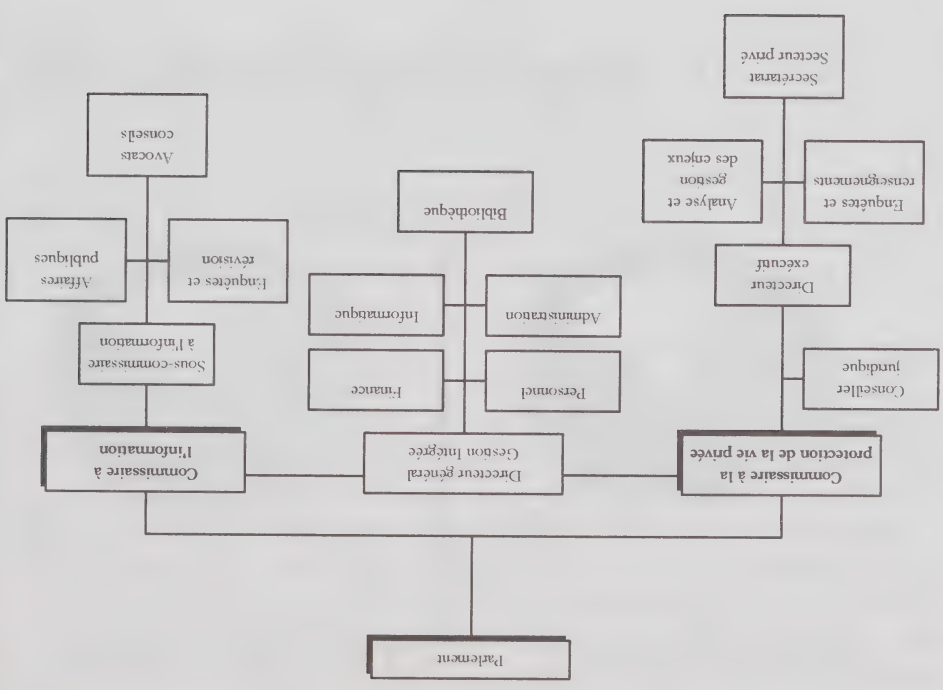 Parlement
Commissaire à la
protection de la vie privée
Directeur général
Gestion Intégrée
Commissaire à
l'information
Conseiller
juridique
Personnel
Finance
Sous-commissaire
à l'information
Directeur
exécutif
Administration
Informatique
Enquêtes et
révision
Affaires
publiques
Enquêtes et
renseignements
Analyse et
gestion
des enjeux
Bibliothèque
Avocats
conseils
Secrétariat
Secteur privé